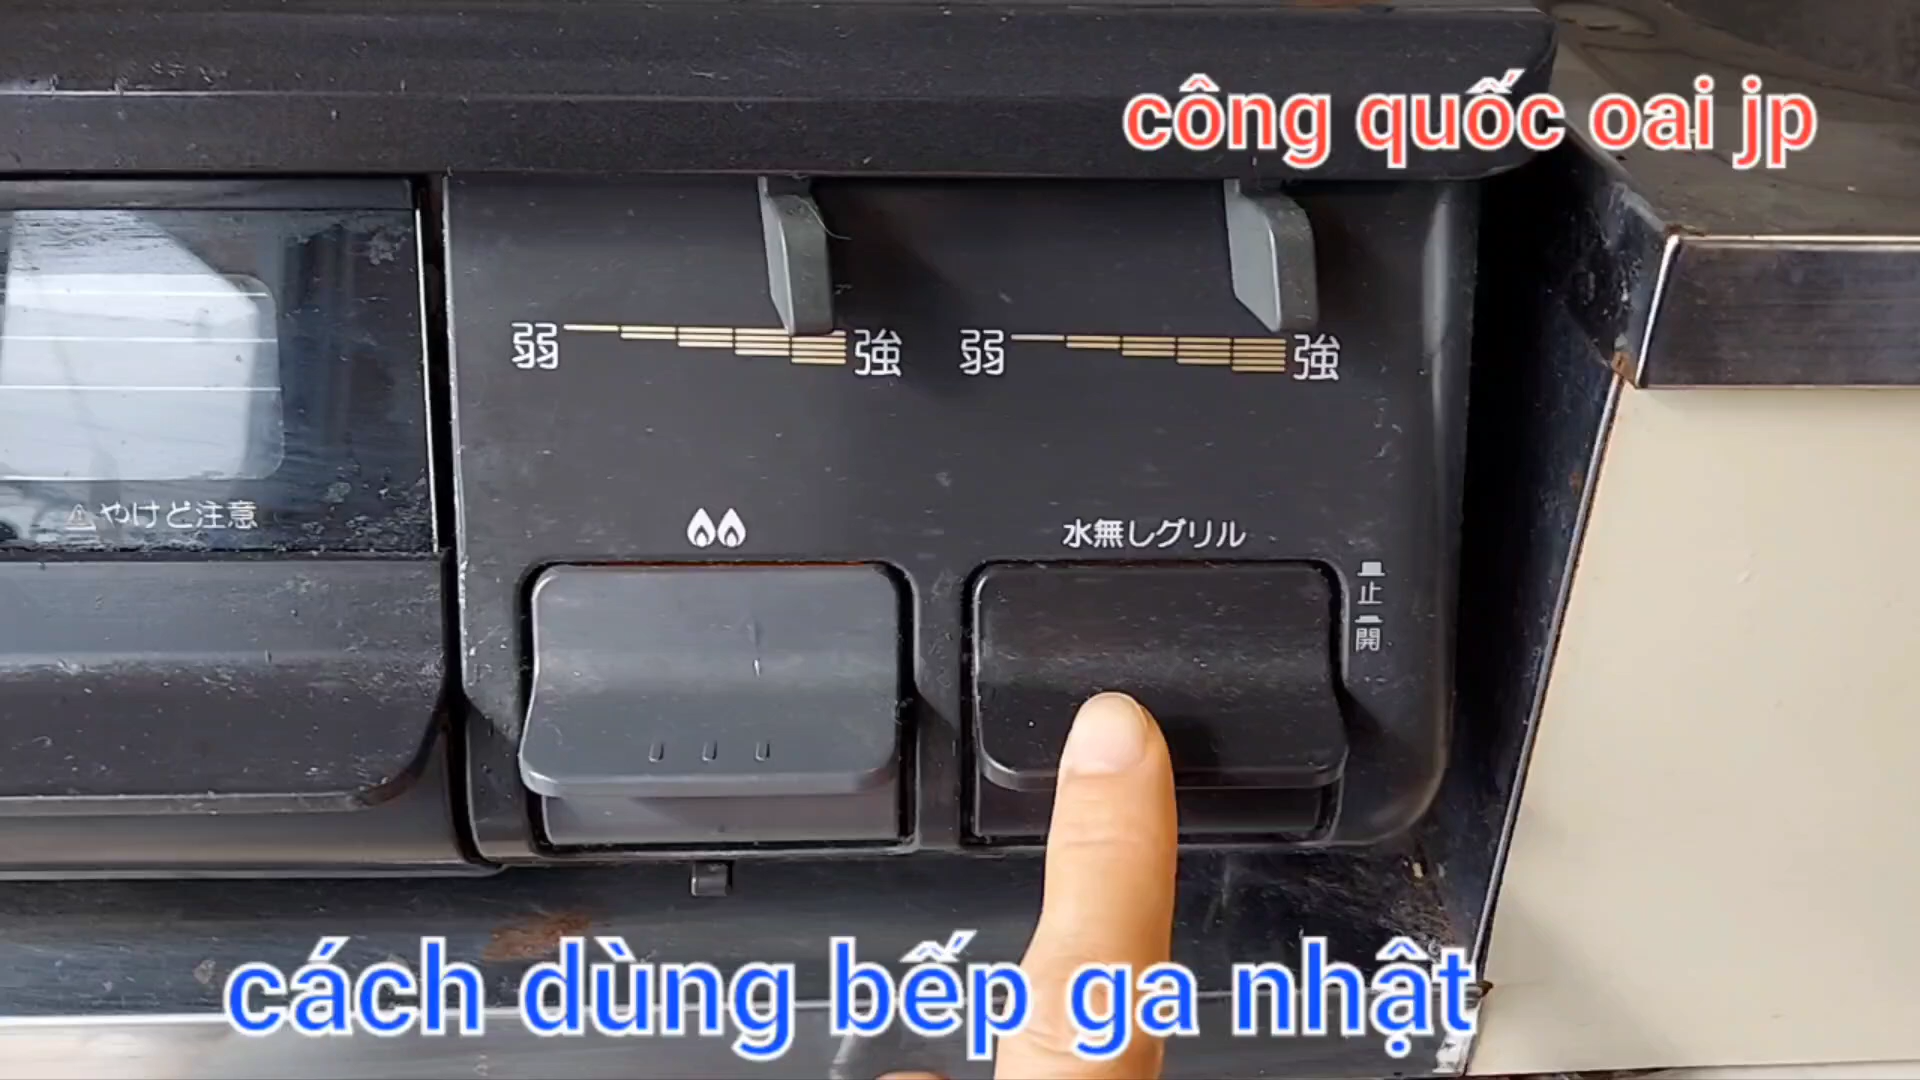 công quốc oai jp
弱 強 弱 強
やけど注意
水無しグリル
止
開
cách dùng bếp ga nhật